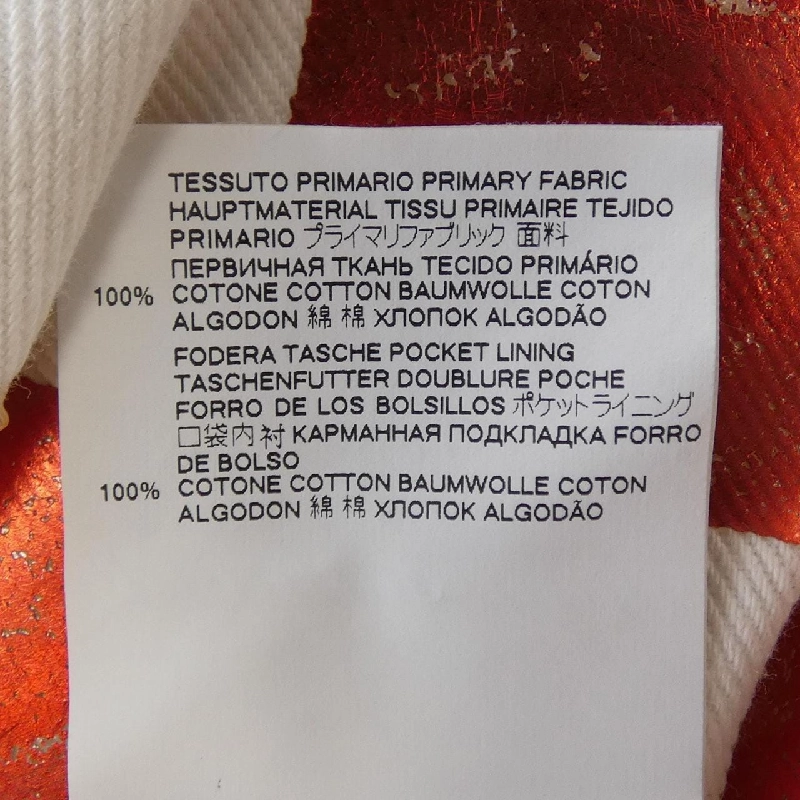 TESSUTO PRIMARIO PRIMARY FABRIC
HAUPTMATERIAL TISSU PRIMAIRE TEJIDO
PRIMARIO プライマリファブリック 面料
ПЕРВИЧНАЯ ТКАНЬ TECIDO PRIMÁRIO
100% COTONE COTTON BAUMWOLLE COTON
ALGODON 綿 棉 ХЛОПОК ALGODÃO
FODERA TASCHE POCKET LINING
TASCHENFUTTER DOUBLURE POCHE
FORRO DE LOS BOLSILLOS ポケットライニング
口袋内衬 КАРМАННАЯ ПОДКЛАДКА FORRO
DE BOLSO
100% COTONE COTTON BAUMWOLLE COTON
ALGODON 綿 棉 ХЛОПОК ALGODÃO